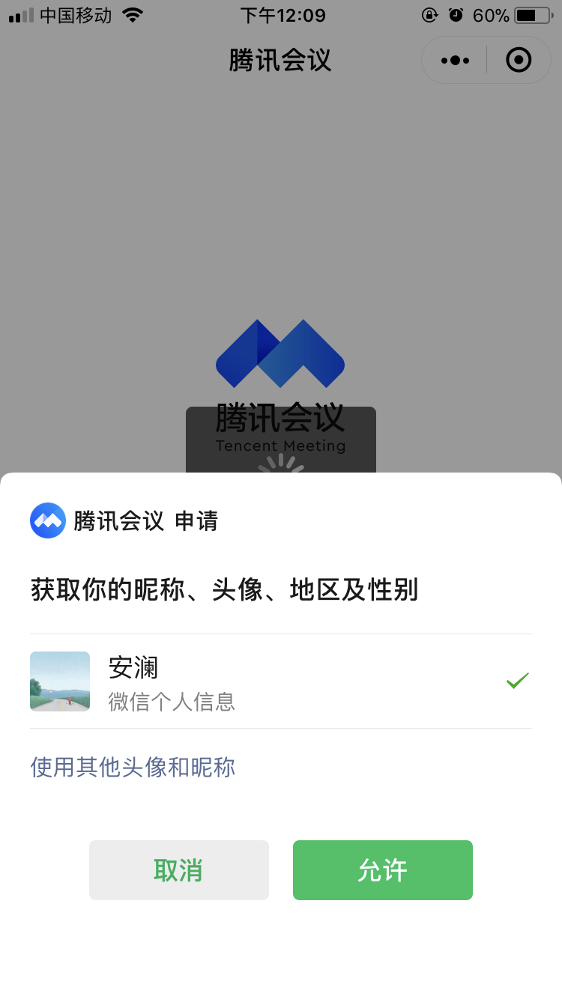 中国移动 下午12:09 60%
腾讯会议
腾讯会议
Tencent Meeting
腾讯会议 申请
获取你的昵称、头像、地区及性别
安澜
微信个人信息
使用其他头像和昵称
取消 允许